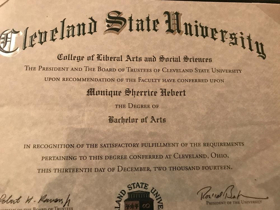 Cleveland State University
College of Liberal Arts and Social Sciences
The President and The Board of Trustees of Cleveland State University
upon recommendation of the Faculty have conferred upon
Monique Sherrice Hebert
the degree of
Bachelor of Arts
in recognition of the satisfactory fulfillment of the requirements
pertaining to this degree conferred at Cleveland, Ohio,
this thirteenth day of December, two thousand fourteen.
STATE UN